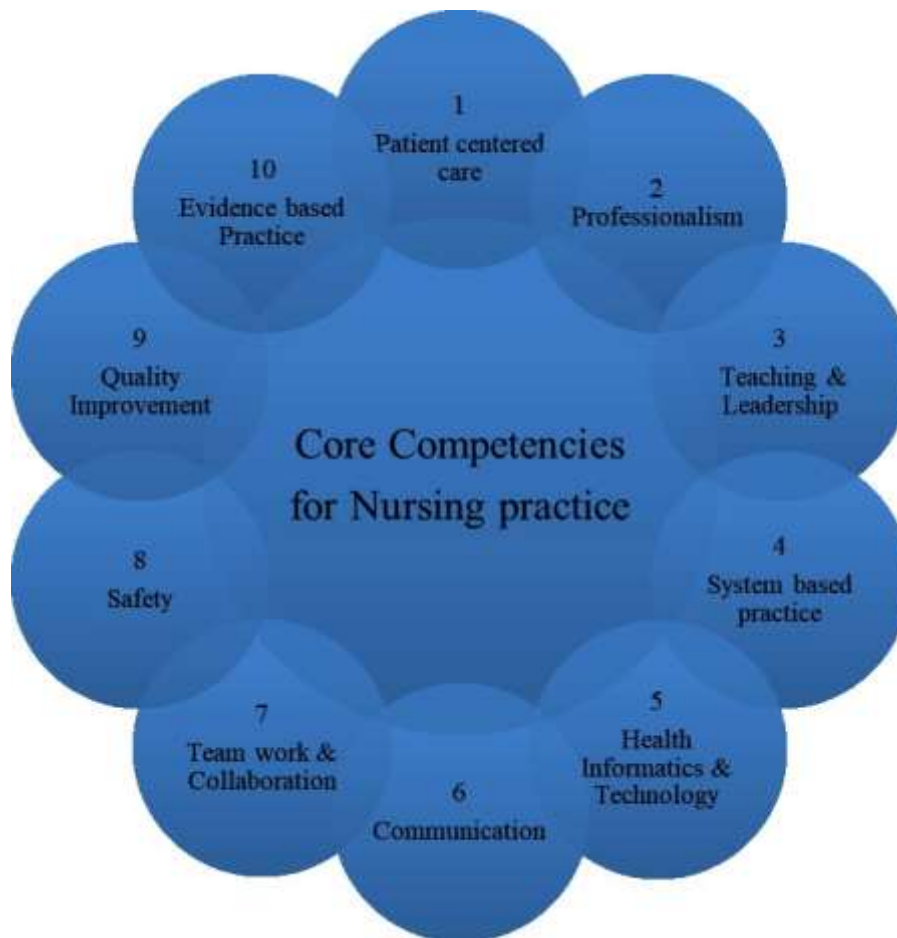 1
Patient centered
care
2
Professionalism
3
Teaching &
Leadership
4
System based
practice
5
Health
Informatics &
Technology
6
Communication
7
Team work &
Collaboration
8
Safety
9
Quality
Improvement
10
Evidence based
Practice
Core Competencies
for Nursing practice